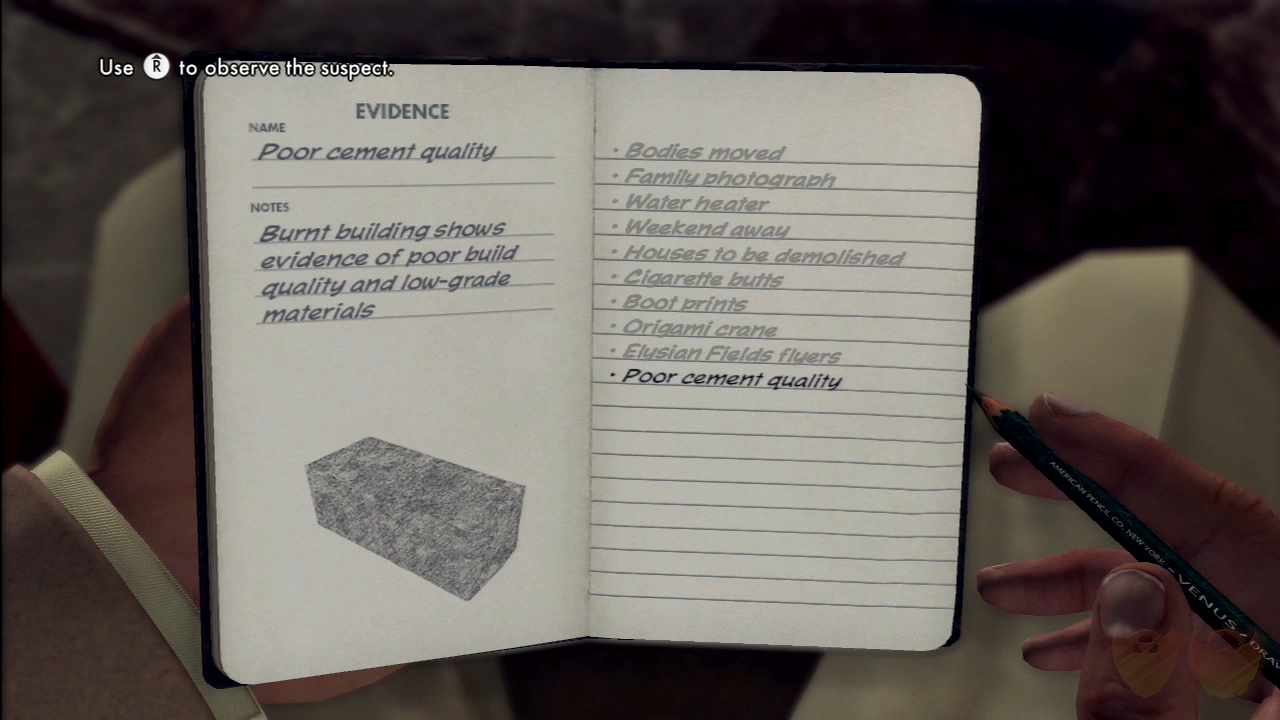 Use R to observe the suspect.
EVIDENCE
NAME
Poor cement quality
NOTES
Burnt building shows
evidence of poor build
quality and low-grade
materials
• Bodies moved
• Family photograph
• Water heater
• Weekend away
• Houses to be demolished
• Cigarette butts
• Boot prints
• Origami crane
• Elysian Fields flyers
• Poor cement quality
AMERICAN PENCIL CO. NEW YORK - VENUS